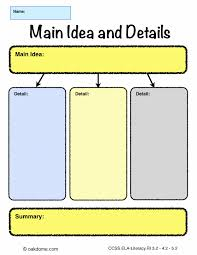 Name:
Main Idea and Details
Main Idea:
Detail: Detail: Detail:
Summary:
© oakdome.com CCSS ELA-Literacy RI 3.2 - 4.2 - 5.2